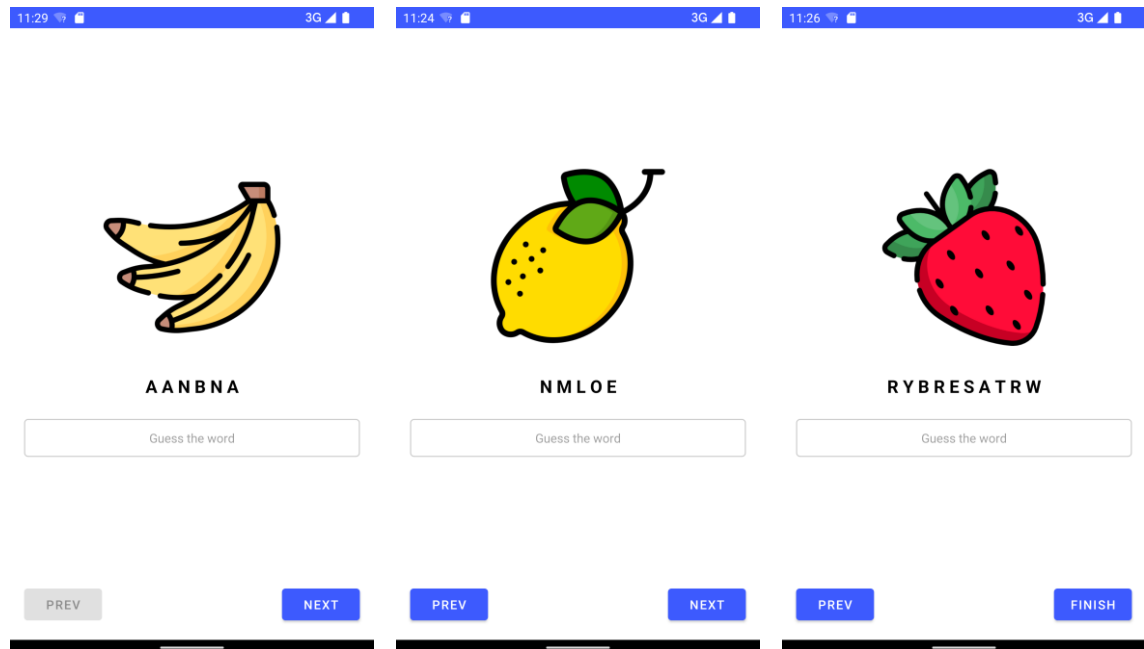 11:29 3G
AANBNA
Guess the word
PREV NEXT
11:24 3G
NMLOE
Guess the word
PREV NEXT
11:26 3G
RYBRESATRW
Guess the word
PREV FINISH